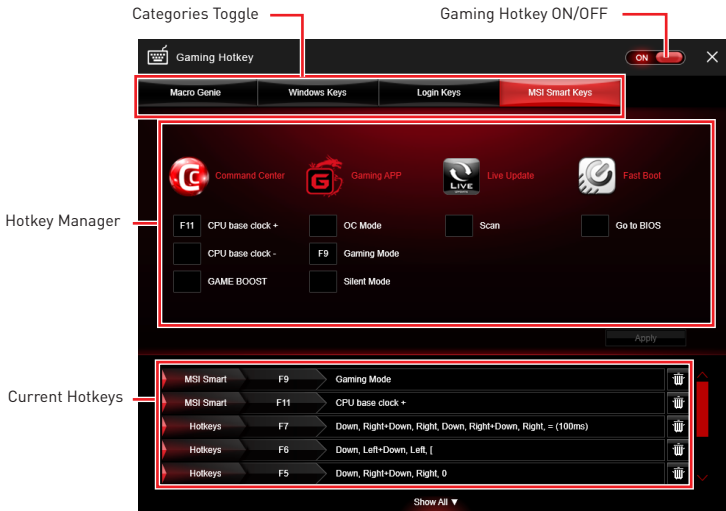 Categories Toggle
Gaming Hotkey ON/OFF
Gaming Hotkey
ON
Macro Genie
Windows Keys
Login Keys
MSI Smart Keys
Hotkey Manager
Command Center
Gaming APP
LIVE
Live Update
Fast Boot
F11 CPU base clock +
OC Mode
Scan
Go to BIOS
CPU base clock -
F9 Gaming Mode
GAME BOOST
Silent Mode
Apply
Current Hotkeys
MSI Smart F9 Gaming Mode
MSI Smart F11 CPU base clock +
Hotkeys F7 Down, Right+Down, Right, Down, Right+Down, Right, = (100ms)
Hotkeys F6 Down, Left+Down, Left, [
Hotkeys F5 Down, Right+Down, Right, 0
Show All ▼